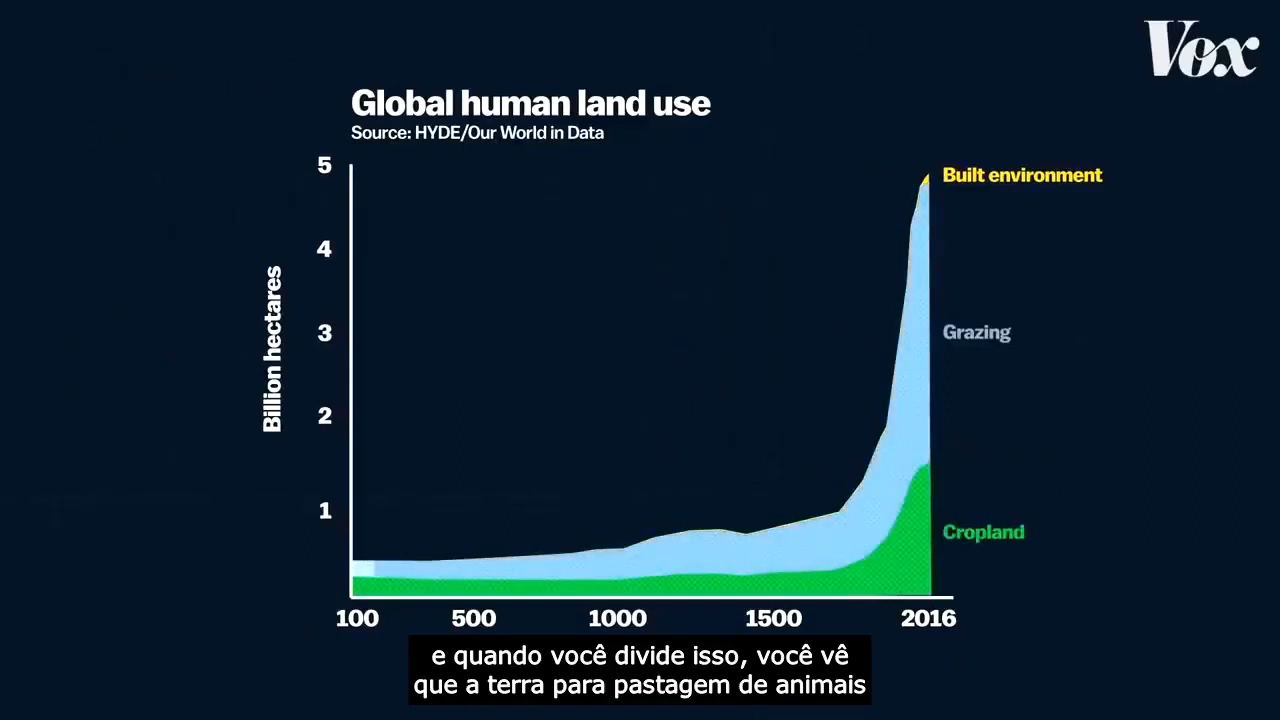 Vox
Global human land use
Source: HYDE/Our World in Data
Billion hectares
5
4
3
2
1
Built environment
Grazing
Cropland
100 500 1000 1500 2016
e quando você divide isso, você vê
que a terra para pastagem de animais